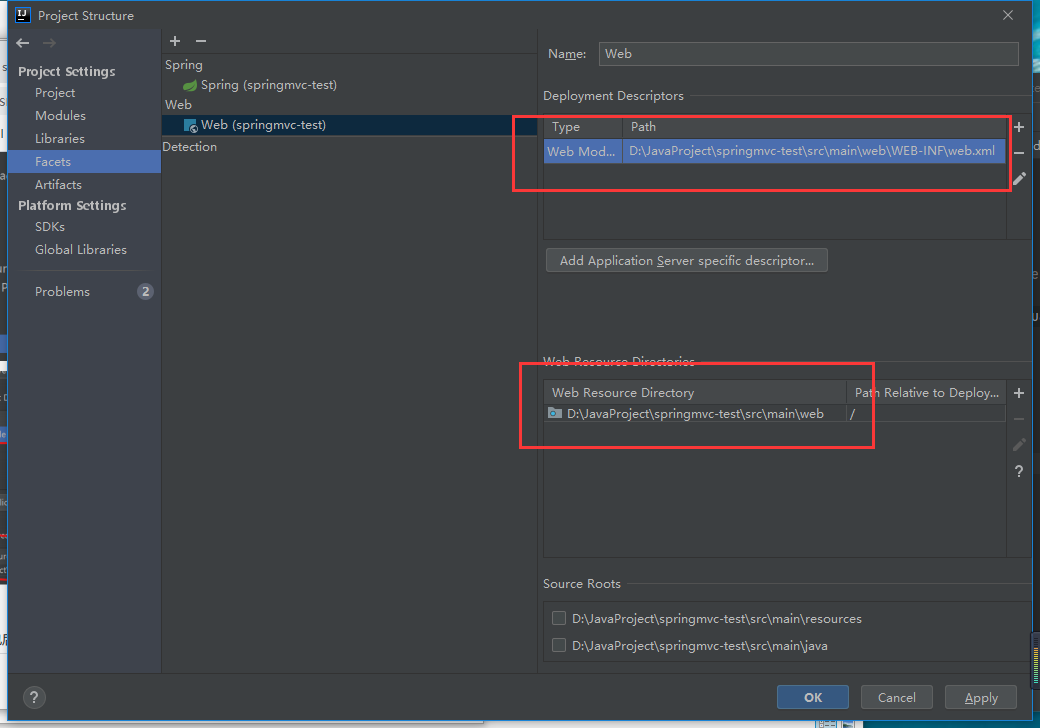 Project Structure
Project Settings
Project
Modules
Libraries
Facets
Artifacts
Platform Settings
SDKs
Global Libraries
Problems 2
Spring
Spring (springmvc-test)
Web
Web (springmvc-test)
Detection
Name: Web
Deployment Descriptors
Type Path
Web Mod... D:\JavaProject\springmvc-test\src\main\web\WEB-INF\web.xml
Add Application Server specific descriptor...
Web Resource Directories
Web Resource Directory Path Relative to Deploy...
D:\JavaProject\springmvc-test\src\main\web /
?
Source Roots
D:\JavaProject\springmvc-test\src\main\resources
D:\JavaProject\springmvc-test\src\main\java
? OK Cancel Apply